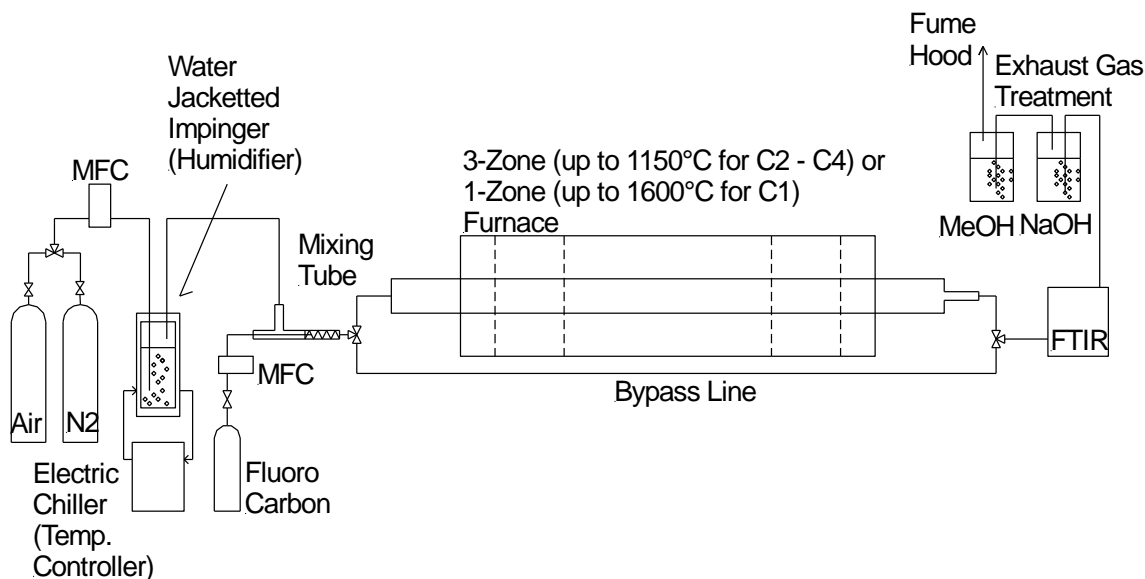 Fume
Hood
Exhaust Gas
Treatment
Water
Jacketted
Impinger
(Humidifier)
MFC
3-Zone (up to 1150°C for C2 - C4) or
1-Zone (up to 1600°C for C1)
Furnace
MeOH
NaOH
Mixing
Tube
FTIR
MFC
Bypass Line
Air
N2
Electric
Chiller
(Temp.
Controller)
Fluoro
Carbon